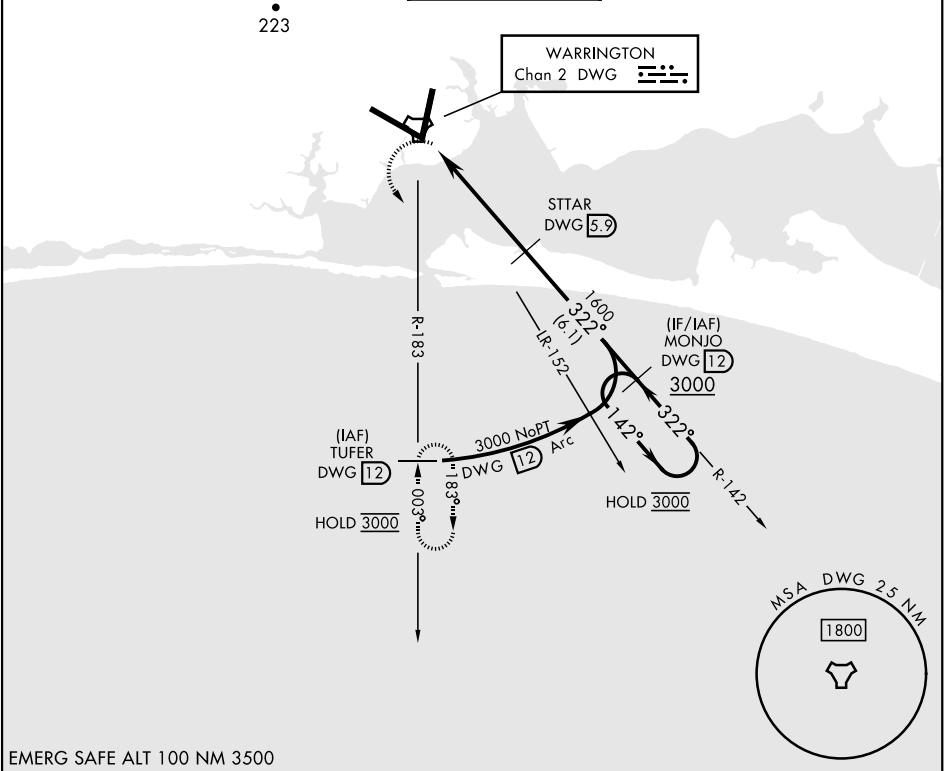 223
WARRINGTON
Chan 2 DWG
STTAR
DWG 5.9
1600
322°
(6.1)
R-183
LR-152
(IF/IAF)
MONJO
DWG 12
3000
(IAF)
TUFER
DWG 12
3000 NoPT
DWG 12 Arc
142°
322°
R-142
HOLD 3000
003°
183°
HOLD 3000
MSA DWG 25 NM
1800
EMERG SAFE ALT 100 NM 3500